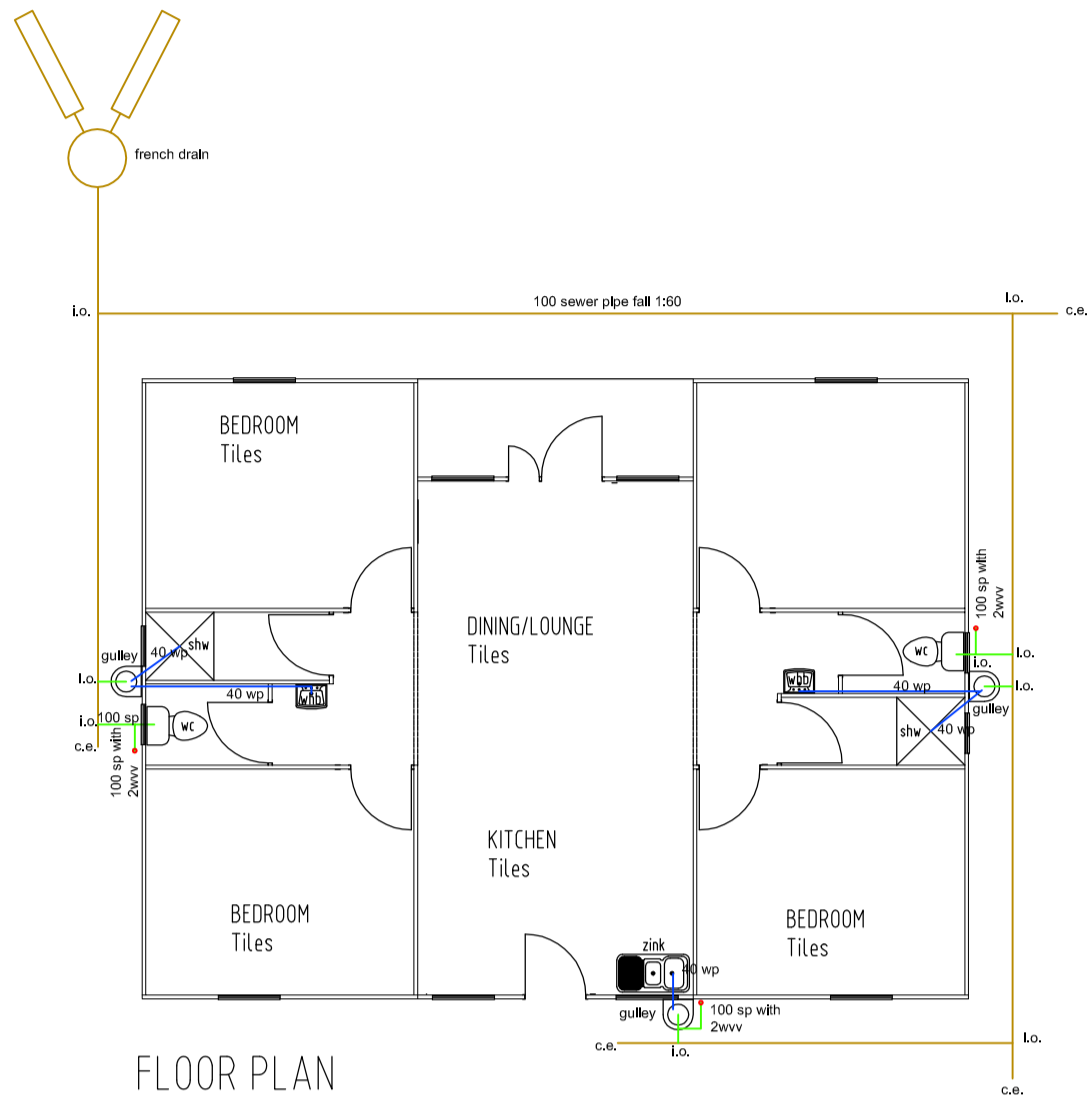 french drain
i.o.
100 sewer pipe fall 1:60
i.o.
c.e.
BEDROOM
Tiles
DINING/LOUNGE
Tiles
100 sp with
2wvv
shw
gulley
40 wp
i.o.
40 wp
whb
i.o.
100 sp
c.e.
WC
100 sp with
2wvv
WC
i.o.
i.o.
whb
40 wp
i.o.
gulley
shw
40 wp
KITCHEN
Tiles
BEDROOM
Tiles
BEDROOM
Tiles
zink
40 wp
gulley
100 sp with
2wvv
c.e.
i.o.
i.o.
c.e.
FLOOR PLAN